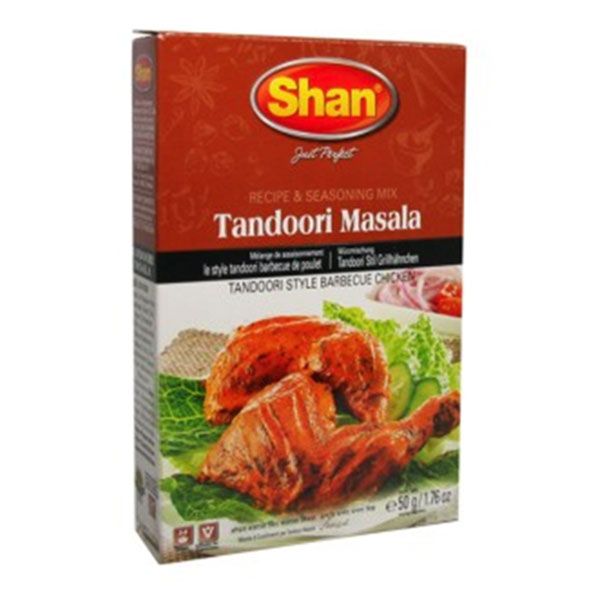 Shan®
Just Perfect
RECIPE & SEASONING MIX
Tandoori Masala
Mélange de assaisonnement
le style tandoori barbecue de poulet
Würzmischung
Tandoori Stil Grillhähnchen
TANDOORI STYLE BARBECUE CHICKEN
℮ 50 g / 1.76 oz